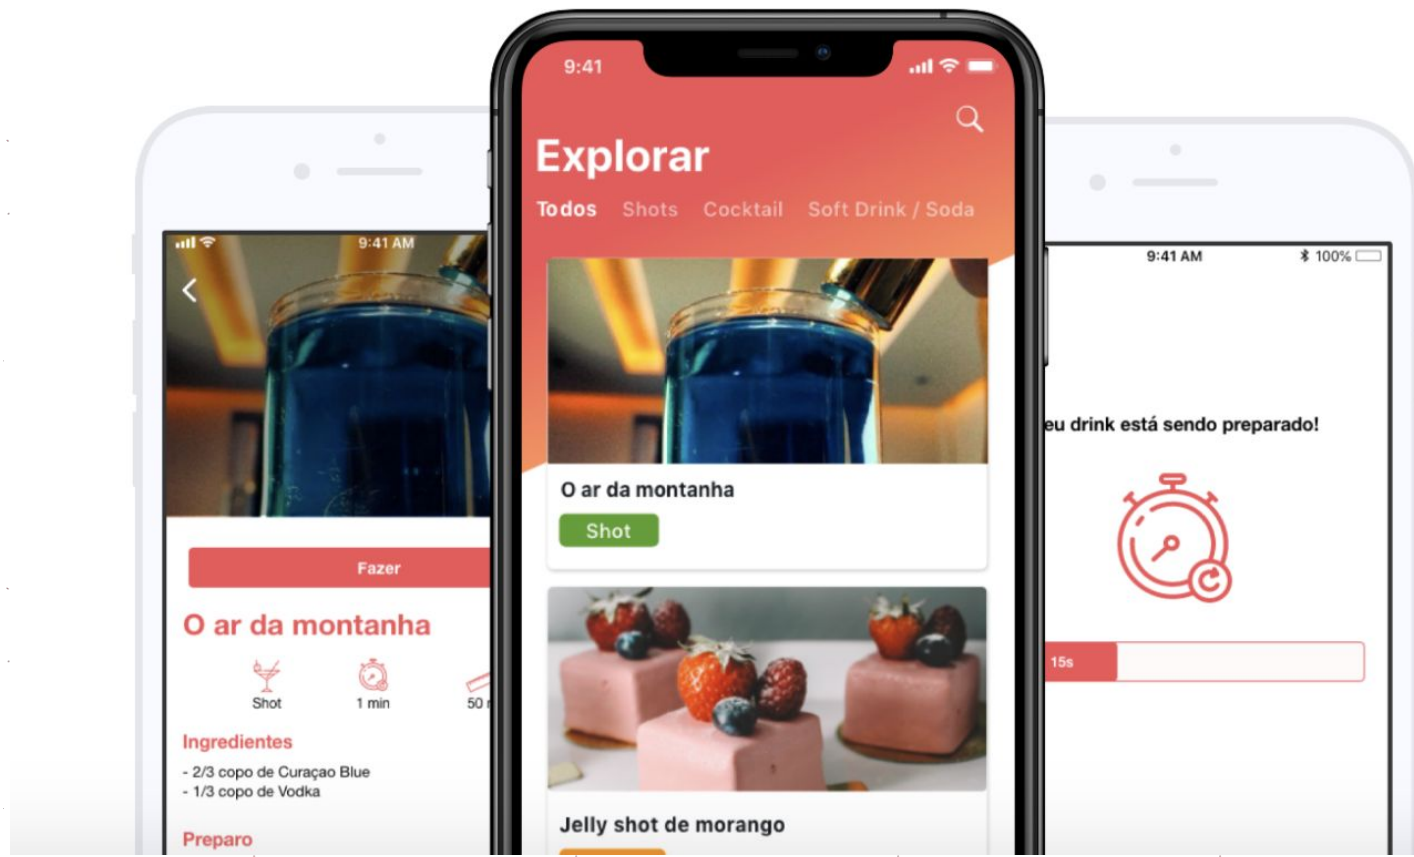 9:41 AM
Fazer
O ar da montanha
Shot
1 min
50
Ingredientes
- 2/3 copo de Curaçao Blue
- 1/3 copo de Vodka
Preparo
9:41
Explorar
Todos Shots Cocktail Soft Drink / Soda
O ar da montanha
Shot
Jelly shot de morango
9:41 AM 100%
eu drink está sendo preparado!
15s